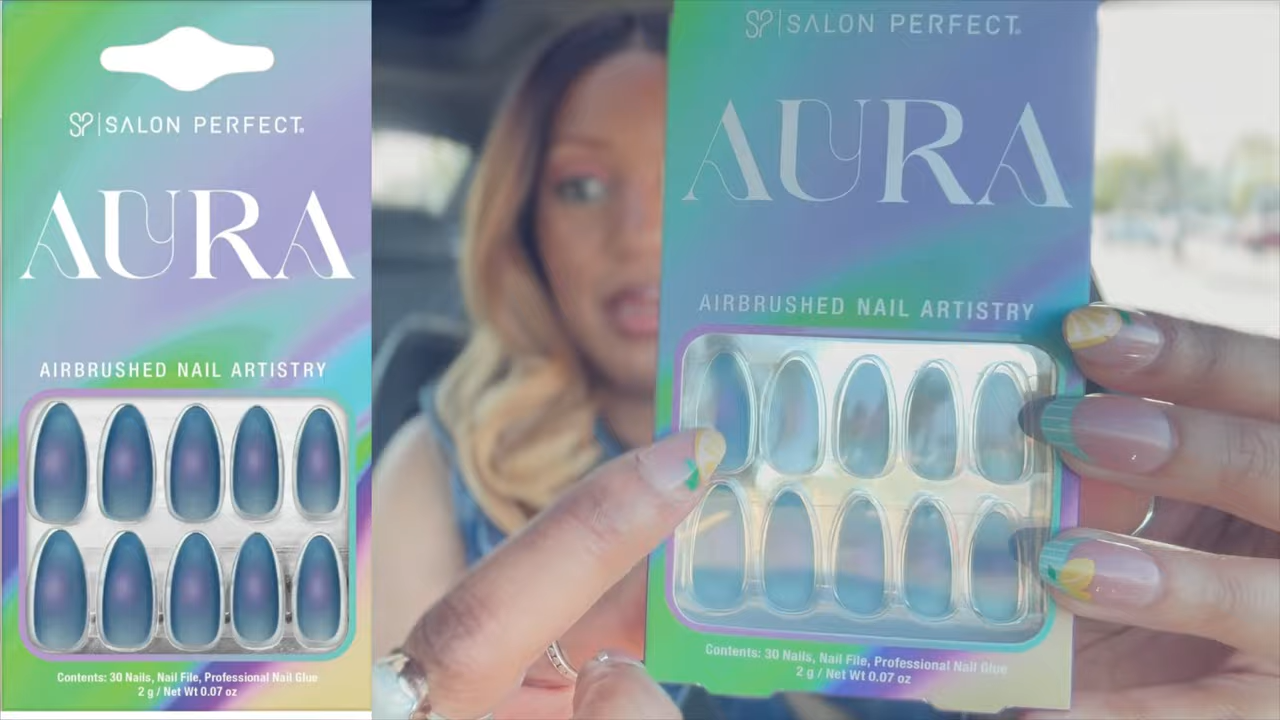 SP | SALON PERFECT®
AURA
AIRBRUSHED NAIL ARTISTRY
Contents: 30 Nails, Nail File, Professional Nail Glue
2 g / Net Wt 0.07 oz
SP | SALON PERFECT®
AURA
AIRBRUSHED NAIL ARTISTRY
Contents: 30 Nails, Nail File, Professional Nail Glue
2 g / Net Wt 0.07 oz